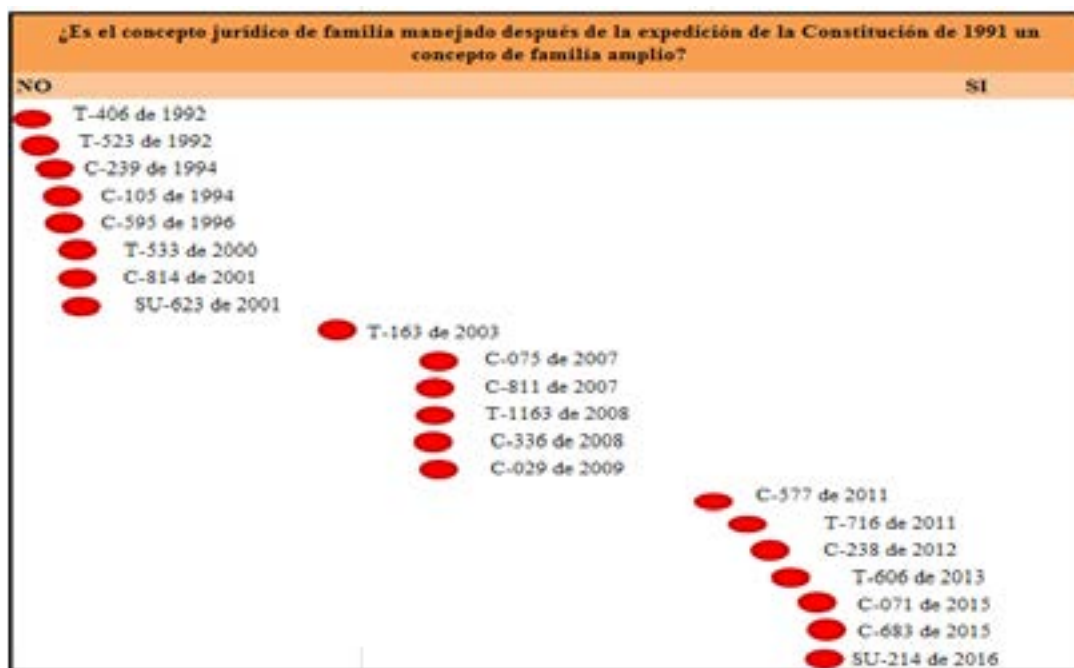 ¿Es el concepto jurídico de familia manejado después de la expedición de la Constitución de 1991 un
concepto de familia amplio?
NO SI
T-406 de 1992
T-523 de 1992
C-239 de 1994
C-105 de 1994
C-595 de 1996
T-533 de 2000
C-814 de 2001
SU-623 de 2001
T-163 de 2003
C-075 de 2007
C-811 de 2007
T-1163 de 2008
C-336 de 2008
C-029 de 2009
C-577 de 2011
T-716 de 2011
C-238 de 2012
T-606 de 2013
C-071 de 2015
C-683 de 2015
SU-214 de 2016